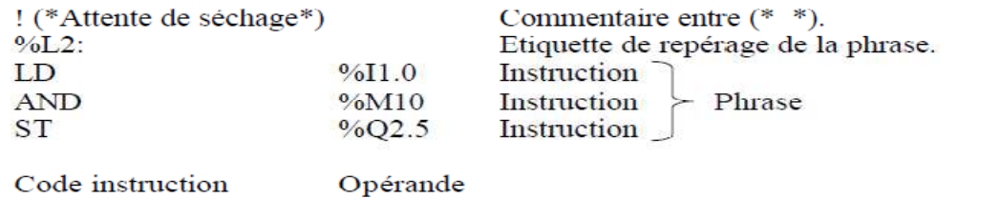 ! (*Attente de séchage*) Commentaire entre (* *).
%L2: Etiquette de repérage de la phrase.
LD %I1.0 Instruction
AND %M10 Instruction Phrase
ST %Q2.5 Instruction
Code instruction Opérande